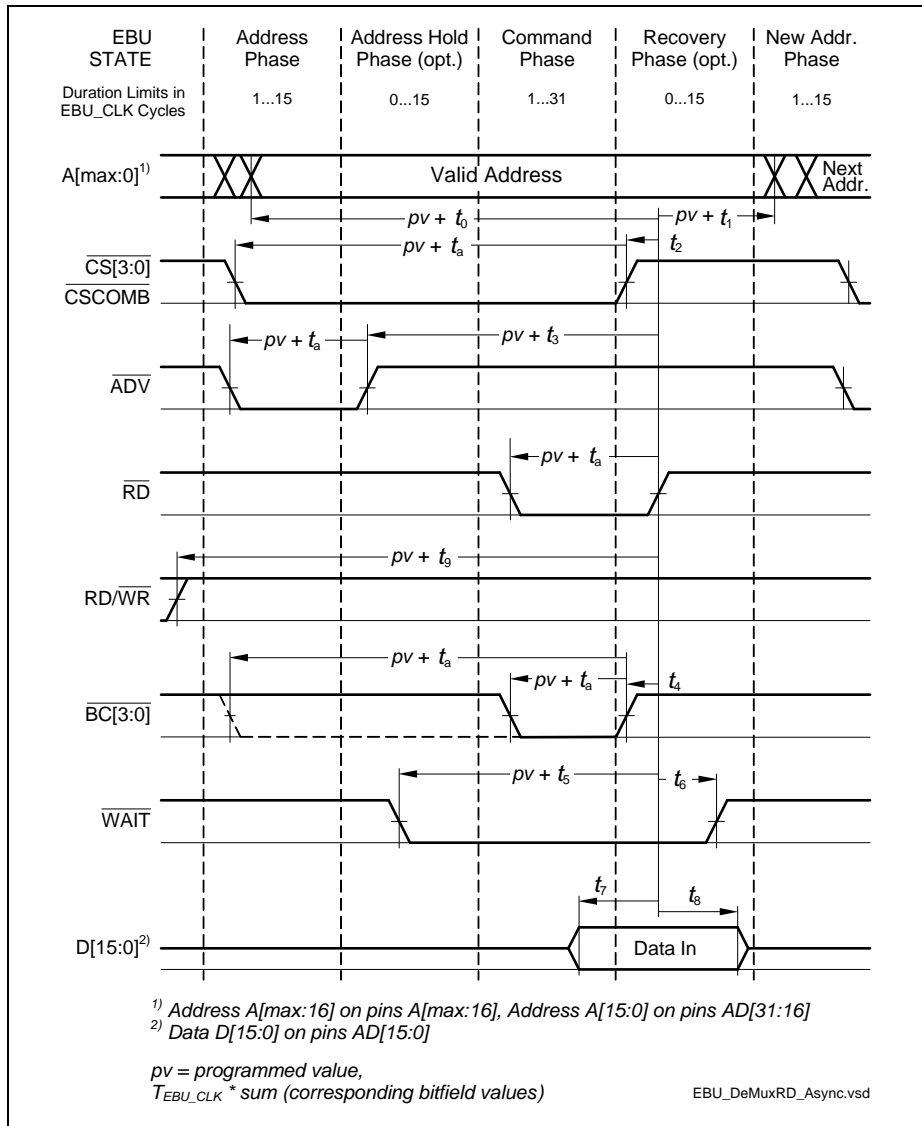 EBU STATE
Address Phase
Address Hold Phase (opt.)
Command Phase
Recovery Phase (opt.)
New Addr. Phase
Duration Limits in EBU_CLK Cycles
1...15
0...15
1...31
0...15
1...15
A[max:0]1)
Valid Address
Next Addr.
pv + t0
pv + t1
pv + ta
t2
CS[3:0]
CSCOMB
pv + ta
pv + t3
ADV
pv + ta
RD
pv + t9
RD/WR
pv + ta
pv + ta
t4
BC[3:0]
pv + t5
t6
WAIT
t7
t8
D[15:0]2)
Data In
1) Address A[max:16] on pins A[max:16], Address A[15:0] on pins AD[31:16]
2) Data D[15:0] on pins AD[15:0]
pv = programmed value,
TEBU_CLK * sum (corresponding bitfield values)
EBU_DeMuxRD_Async.vsd